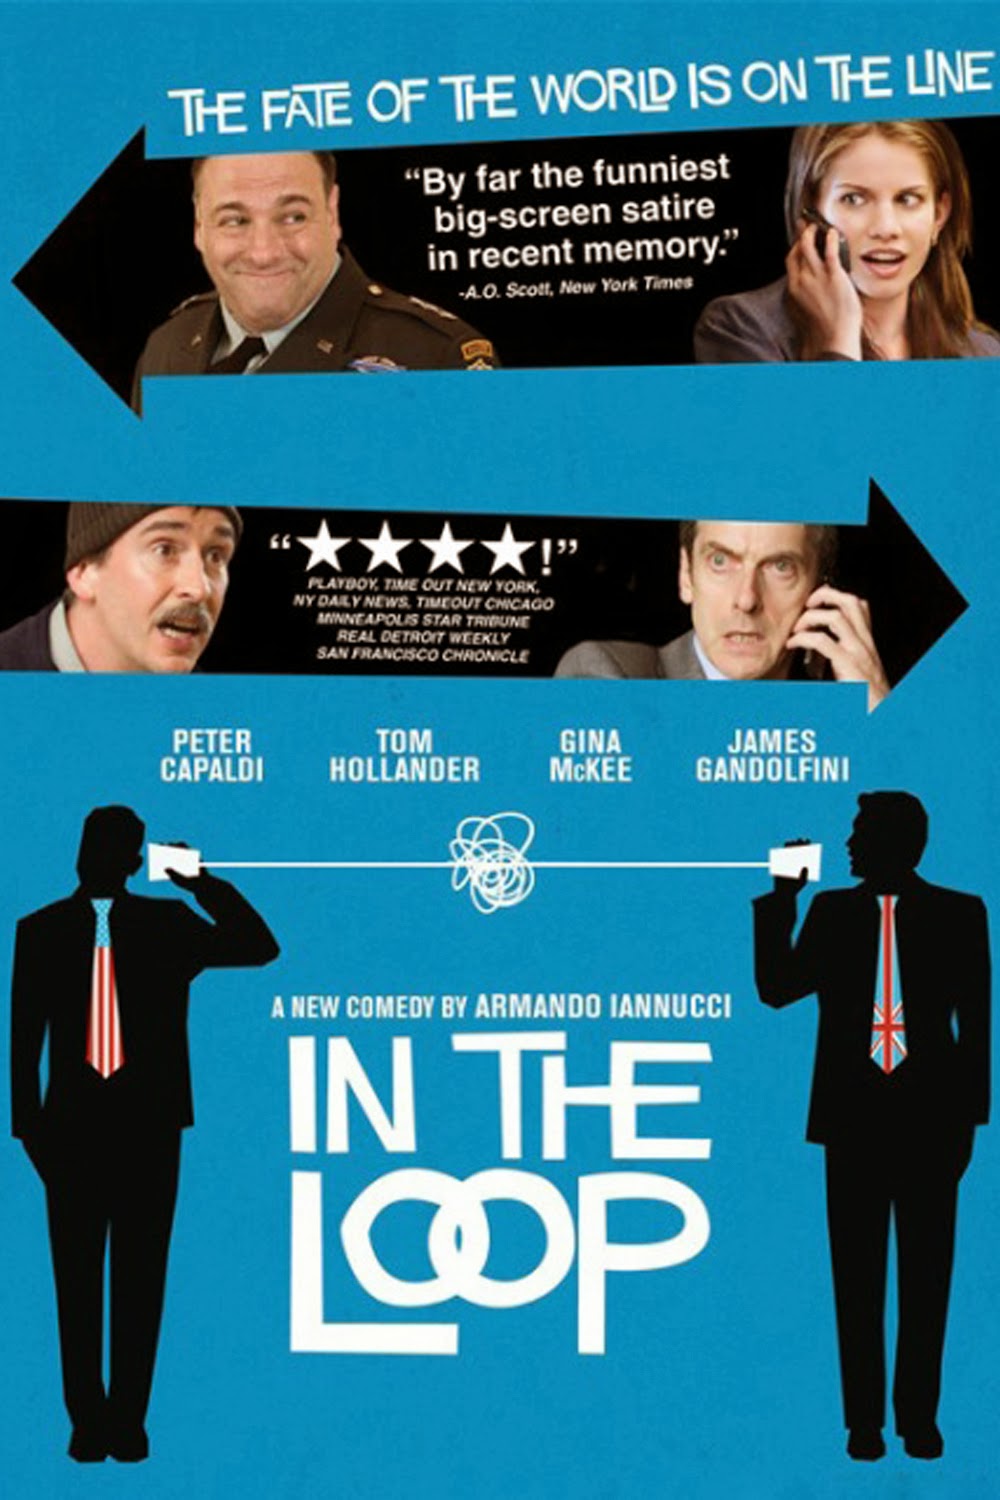 THE FATE OF THE WORLD IS ON THE LINE
“By far the funniest
big-screen satire
in recent memory.”
-A.O. Scott, New York Times
“★★★★!”
PLAYBOY, TIME OUT NEW YORK,
NY DAILY NEWS, TIMEOUT CHICAGO
MINNEAPOLIS STAR TRIBUNE
REAL DETROIT WEEKLY
SAN FRANCISCO CHRONICLE
PETER CAPALDI
TOM HOLLANDER
GINA McKEE
JAMES GANDOLFINI
A NEW COMEDY BY ARMANDO IANNUCCI
IN THE
LOOP